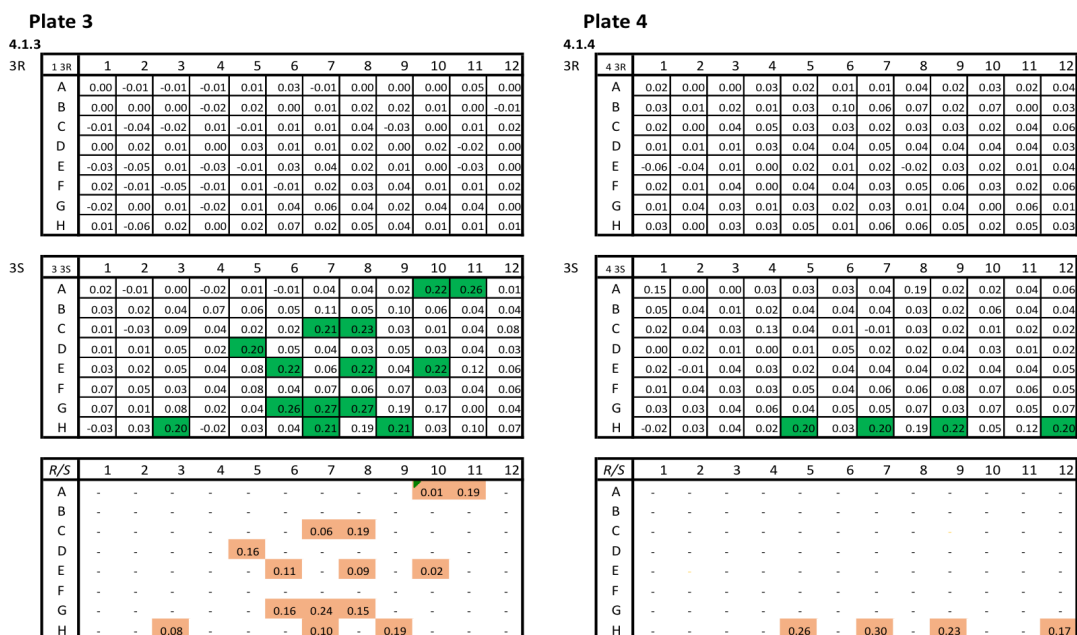 Plate 3 Plate 4
4.1.3 4.1.4
3R 1 3R 1 2 3 4 5 6 7 8 9 10 11 12 3R 4 3R 1 2 3 4 5 6 7 8 9 10 11 12
A 0.00 -0.01 -0.01 -0.01 0.01 0.03 -0.01 0.00 0.00 0.00 0.05 0.00 A 0.02 0.00 0.00 0.03 0.02 0.01 0.01 0.04 0.02 0.03 0.02 0.04
B 0.00 0.00 0.00 -0.02 0.02 0.00 0.01 0.02 0.02 0.01 0.00 -0.01 B 0.03 0.01 0.02 0.01 0.03 0.10 0.06 0.07 0.02 0.07 0.00 0.03
C -0.01 -0.04 -0.02 0.01 -0.01 0.01 0.01 0.04 -0.03 0.00 0.01 0.02 C 0.02 0.00 0.04 0.05 0.03 0.03 0.02 0.03 0.03 0.02 0.04 0.06
D 0.00 0.02 0.01 0.00 0.03 0.01 0.01 0.02 0.00 0.02 -0.02 0.00 D 0.01 0.01 0.01 0.03 0.04 0.04 0.05 0.04 0.04 0.04 0.04 0.03
E -0.03 -0.05 0.01 -0.03 -0.01 0.03 0.04 0.02 0.01 0.00 -0.03 0.00 E -0.06 -0.04 0.01 0.00 0.02 0.01 0.02 -0.02 0.03 0.02 0.01 0.04
F 0.02 -0.01 -0.05 -0.01 0.01 -0.01 0.02 0.03 0.04 0.01 0.01 0.02 F 0.02 0.01 0.04 0.00 0.04 0.04 0.03 0.05 0.06 0.03 0.02 0.06
G -0.02 0.00 0.01 -0.02 0.01 0.04 0.06 0.04 0.02 0.04 0.04 0.00 G 0.01 0.04 0.03 0.01 0.03 0.02 0.03 0.01 0.04 0.00 0.06 0.01
H 0.01 -0.06 0.02 0.00 0.02 0.07 0.02 0.05 0.04 0.01 0.01 0.01 H 0.03 0.00 0.03 0.03 0.01 0.07 0.06 0.06 0.05 0.02 0.05 0.03
3S 3 3S 1 2 3 4 5 6 7 8 9 10 11 12 3S 4 3S 1 2 3 4 5 6 7 8 9 10 11 12
A 0.02 -0.01 0.00 -0.02 0.01 -0.01 0.04 0.04 0.02 0.22 0.26 0.01 A 0.15 0.00 0.00 0.03 0.03 0.03 0.04 0.19 0.02 0.02 0.04 0.06
B 0.03 0.02 0.04 0.07 0.06 0.05 0.11 0.05 0.10 0.06 0.04 0.04 B 0.05 0.04 0.01 0.02 0.04 0.04 0.04 0.03 0.02 0.06 0.04 0.04
C 0.01 -0.03 0.09 0.04 0.02 0.02 0.21 0.23 0.03 0.01 0.04 0.08 C 0.02 0.04 0.03 0.13 0.04 0.01 -0.01 0.03 0.02 0.01 0.02 0.02
D 0.01 0.01 0.05 0.02 0.20 0.05 0.04 0.03 0.05 0.03 0.04 0.03 D 0.00 0.02 0.01 0.00 0.01 0.05 0.02 0.02 0.04 0.03 0.01 0.02
E 0.03 0.02 0.05 0.04 0.08 0.22 0.06 0.22 0.04 0.22 0.12 0.06 E 0.02 -0.01 0.04 0.03 0.02 0.04 0.04 0.02 0.02 0.04 0.04 0.05
F 0.07 0.05 0.03 0.04 0.08 0.04 0.07 0.06 0.07 0.03 0.04 0.06 F 0.01 0.04 0.03 0.03 0.05 0.04 0.06 0.06 0.08 0.07 0.06 0.05
G 0.07 0.01 0.08 0.02 0.04 0.26 0.27 0.27 0.19 0.17 0.00 0.04 G 0.03 0.03 0.04 0.06 0.04 0.05 0.05 0.07 0.03 0.07 0.05 0.07
H -0.03 0.03 0.20 -0.02 0.03 0.04 0.21 0.19 0.21 0.03 0.10 0.07 H -0.02 0.03 0.04 0.02 0.20 0.03 0.20 0.19 0.22 0.05 0.12 0.20
R/S 1 2 3 4 5 6 7 8 9 10 11 12 R/S 1 2 3 4 5 6 7 8 9 10 11 12
A - - - - - - - - - 0.01 0.19 - A - - - - - - - - - - - -
B - - - - - - - - - - - - B - - - - - - - - - - - -
C - - - - - - 0.06 0.19 - - - - C - - - - - - - - - - - -
D - - - - 0.16 - - - - - - - D - - - - - - - - - - - -
E - - - - - 0.11 - 0.09 - 0.02 - - E - - - - - - - - - - - -
F - - - - - - - - - - - - F - - - - - - - - - - - -
G - - - - - 0.16 0.24 0.15 - - - - G - - - - - - - - - - - -
H - - 0.08 - - - 0.10 - 0.19 - - - H - - - - 0.26 - 0.30 - 0.23 - - 0.17